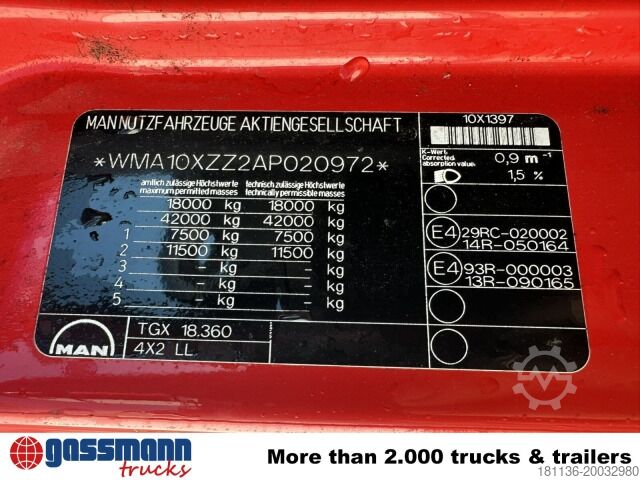 MAN NUTZFAHRZEUGE AKTIENGESELLSCHAFT
*WMA10XZZ2AP020972*
amtlich zulässige Höchstwerte technisch zulässige Höchstwerte
maximum permitted masses technically permissible masses
18000 kg 18000 kg
42000 kg 42000 kg
1 7500 kg 7500 kg
2 11500 kg 11500 kg
3 – kg – kg
4 – kg – kg
5 – kg – kg
MAN
TGX 18.360
4X2 LL
10X1397
K-Wert
Corrected
absorption value:
0,9 m⁻¹
1,5 %
E4 29RC-020002
14R-050164
E4 93R-000003
13R-090165
gassmann
trucks
More than 2.000 trucks & trailers
181136-20032980